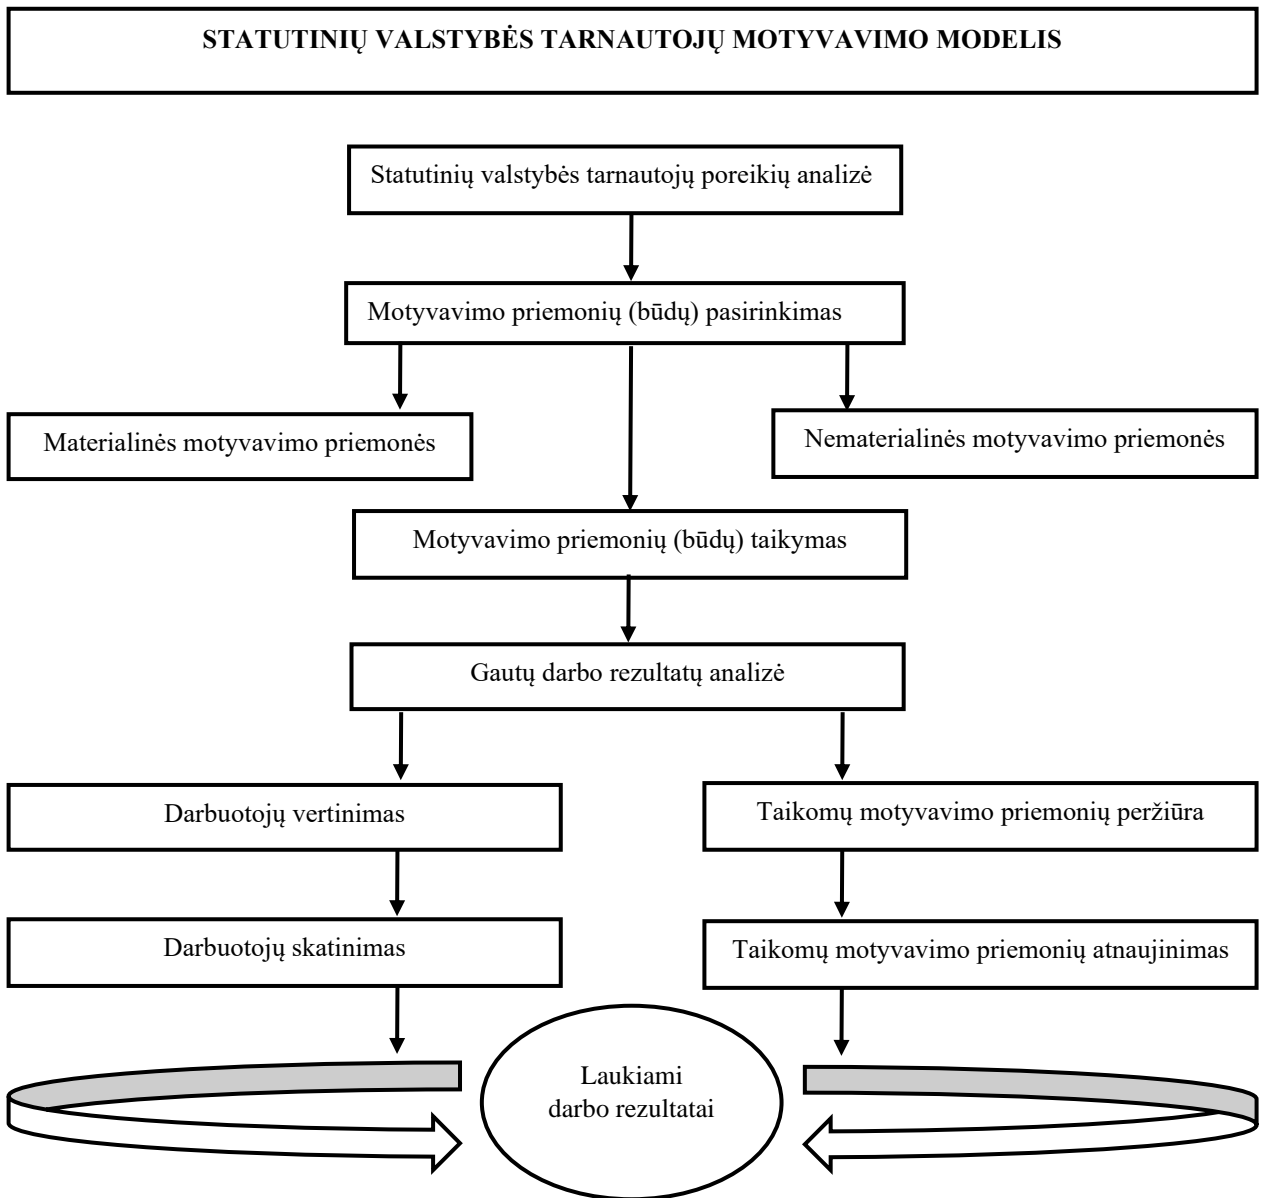 STATUTINIŲ VALSTYBĖS TARNAUTOJŲ MOTYVAVIMO MODELIS
Statutinių valstybės tarnautojų poreikių analizė
Motyvavimo priemonių (būdų) pasirinkimas
Materialinės motyvavimo priemonės
Nematerialinės motyvavimo priemonės
Motyvavimo priemonių (būdų) taikymas
Gautų darbo rezultatų analizė
Darbuotojų vertinimas
Taikomų motyvavimo priemonių peržiūra
Darbuotojų skatinimas
Taikomų motyvavimo priemonių atnaujinimas
Laukiami
darbo rezultatai